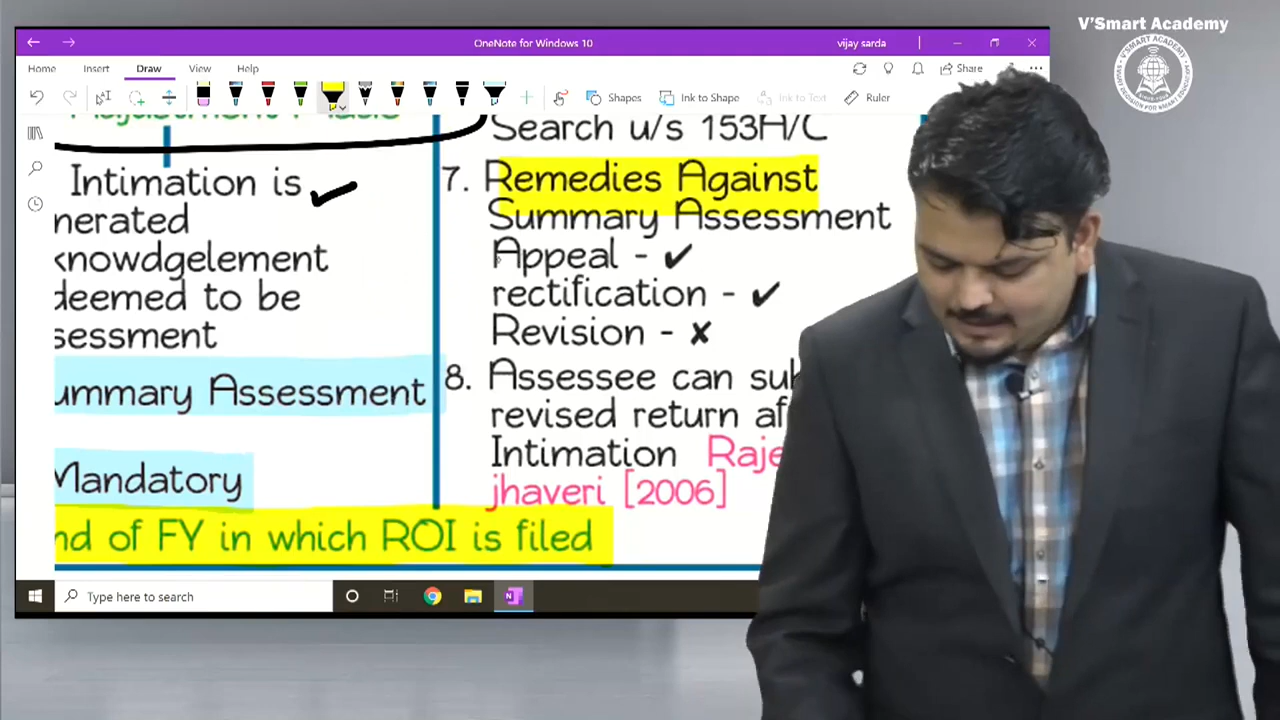 V'Smart Academy
OneNote for Windows 10
vijay sarda
Home Insert Draw View Help
Share
Shapes Ink to Shape Ink to Text Ruler
Search u/s 153H/C
Intimation is
nerated
knowdgelement
deemed to be
sessment
ummary Assessment
Mandatory
nd of FY in which ROI is filed
7. Remedies Against
Summary Assessment
Appeal - ✔
rectification - ✔
Revision - ✘
8. Assessee can sub
revised return af
Intimation Raje
jhaveri [2006]
Type here to search